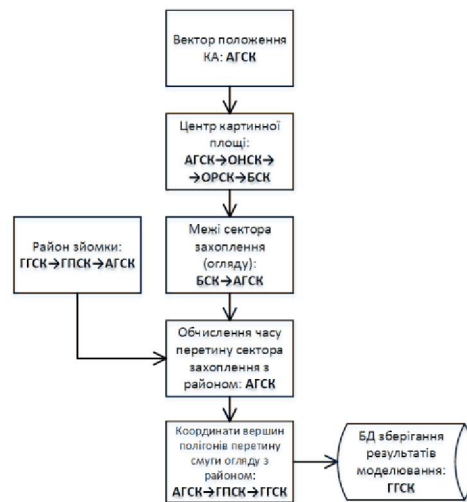 Вектор положення
КА: АГСК
Центр картинної
площі:
АГСК→ОНСК→
→ОРСК→БСК
Межі сектора
захоплення
(огляду):
БСК→АГСК
Район зйомки:
ГГСК→ГПСК→АГСК
Обчислення часу
перетину сектора
захоплення з
районом: АГСК
Координати вершин
полігонів перетину
смуги огляду з
районом:
АГСК→ГПСК→ГГСК
БД зберігання
результатів
моделювання:
ГГСК